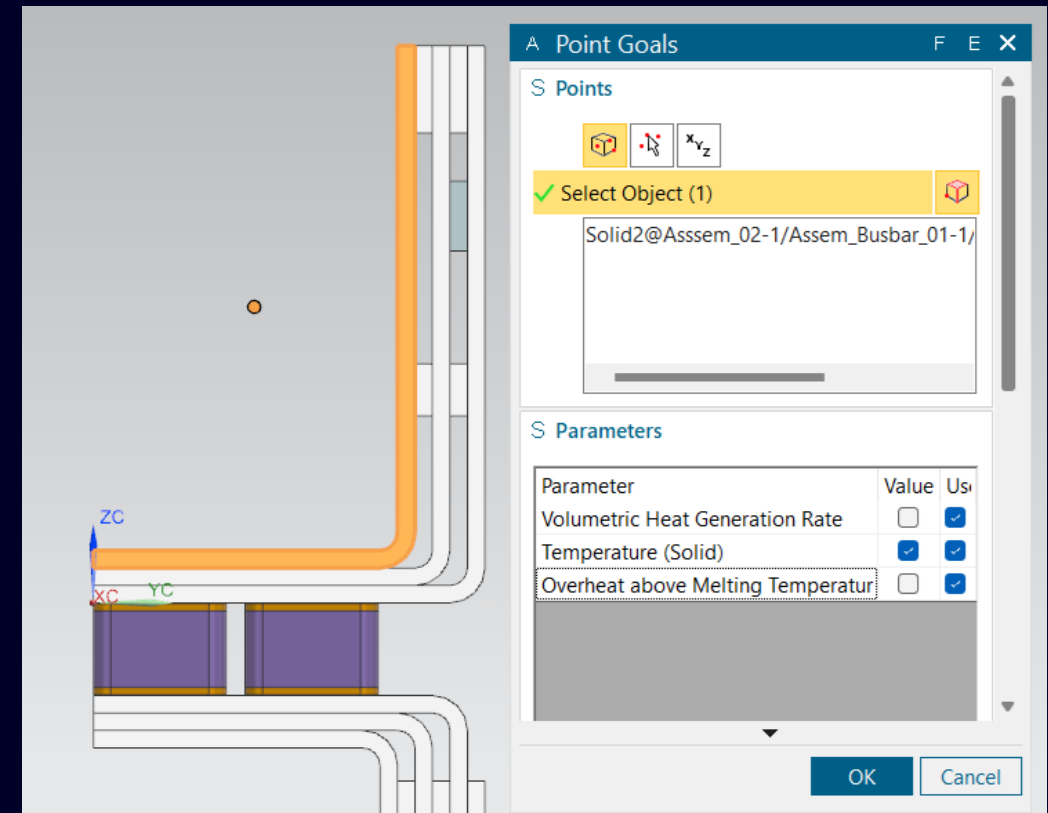 A Point Goals F E
S Points
X Y Z
Select Object (1)
Solid2@Asssem_02-1/Assem_Busbar_01-1/
S Parameters
Parameter Value Us
Volumetric Heat Generation Rate
Temperature (Solid)
Overheat above Melting Temperatur
ZC
YC
XC
OK Cancel